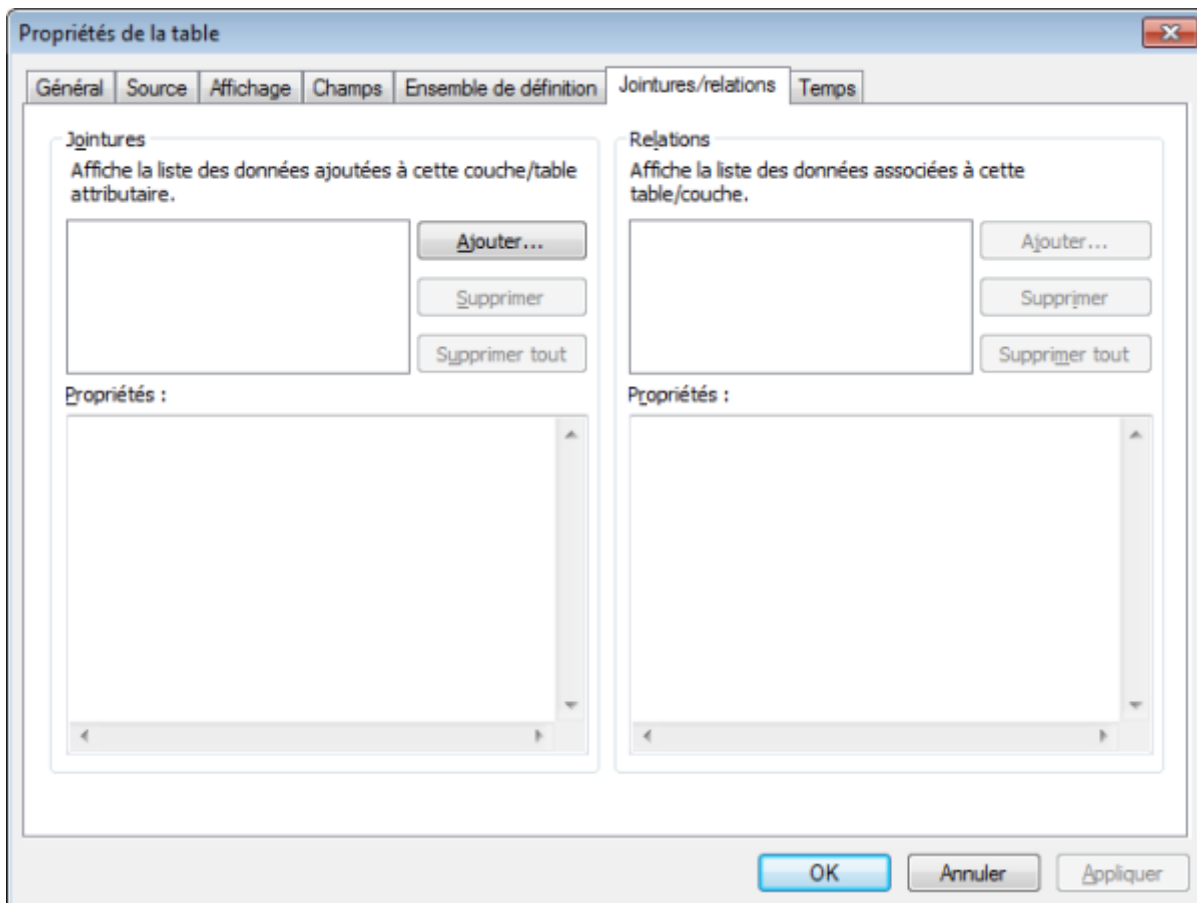 Propriétés de la table
Général Source Affichage Champs Ensemble de définition Jointures/relations Temps
Jointures
Affiche la liste des données ajoutées à cette couche/table
attributaire.
Ajouter...
Supprimer
Supprimer tout
Propriétés :
Relations
Affiche la liste des données associées à cette
table/couche.
Ajouter...
Supprimer
Supprimer tout
Propriétés :
OK Annuler Appliquer